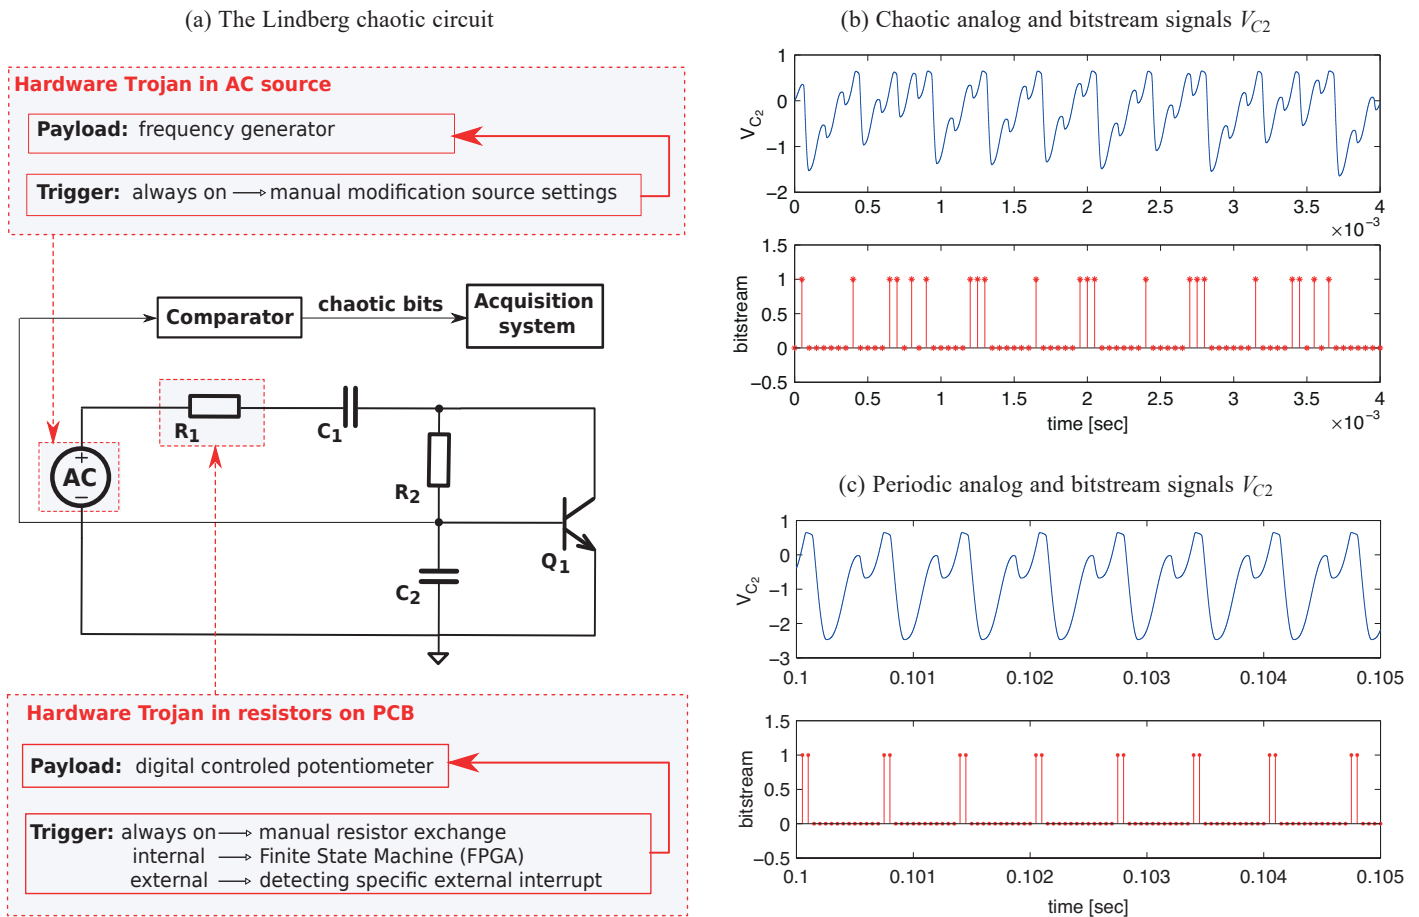 (a) The Lindberg chaotic circuit
Hardware Trojan in AC source
Payload: frequency generator
Trigger: always on manual modification source settings
Comparator
chaotic bits
Acquisition
system
R1
C1
AC
+
−
R2
Q1
C2
Hardware Trojan in resistors on PCB
Payload: digital controled potentiometer
Trigger: always on manual resistor exchange
internal Finite State Machine (FPGA)
external detecting specific external interrupt
(b) Chaotic analog and bitstream signals VC2
1
0
−1
−2
VC2
0 0.5 1 1.5 2 2.5 3 3.5 4
×10−3
1.5
1
0.5
0
−0.5
bitstream
0 0.5 1 1.5 2 2.5 3 3.5 4
time [sec] ×10−3
(c) Periodic analog and bitstream signals VC2
1
0
−1
−2
−3
VC2
0.1 0.101 0.102 0.103 0.104 0.105
1.5
1
0.5
0
−0.5
bitstream
0.1 0.101 0.102 0.103 0.104 0.105
time [sec]